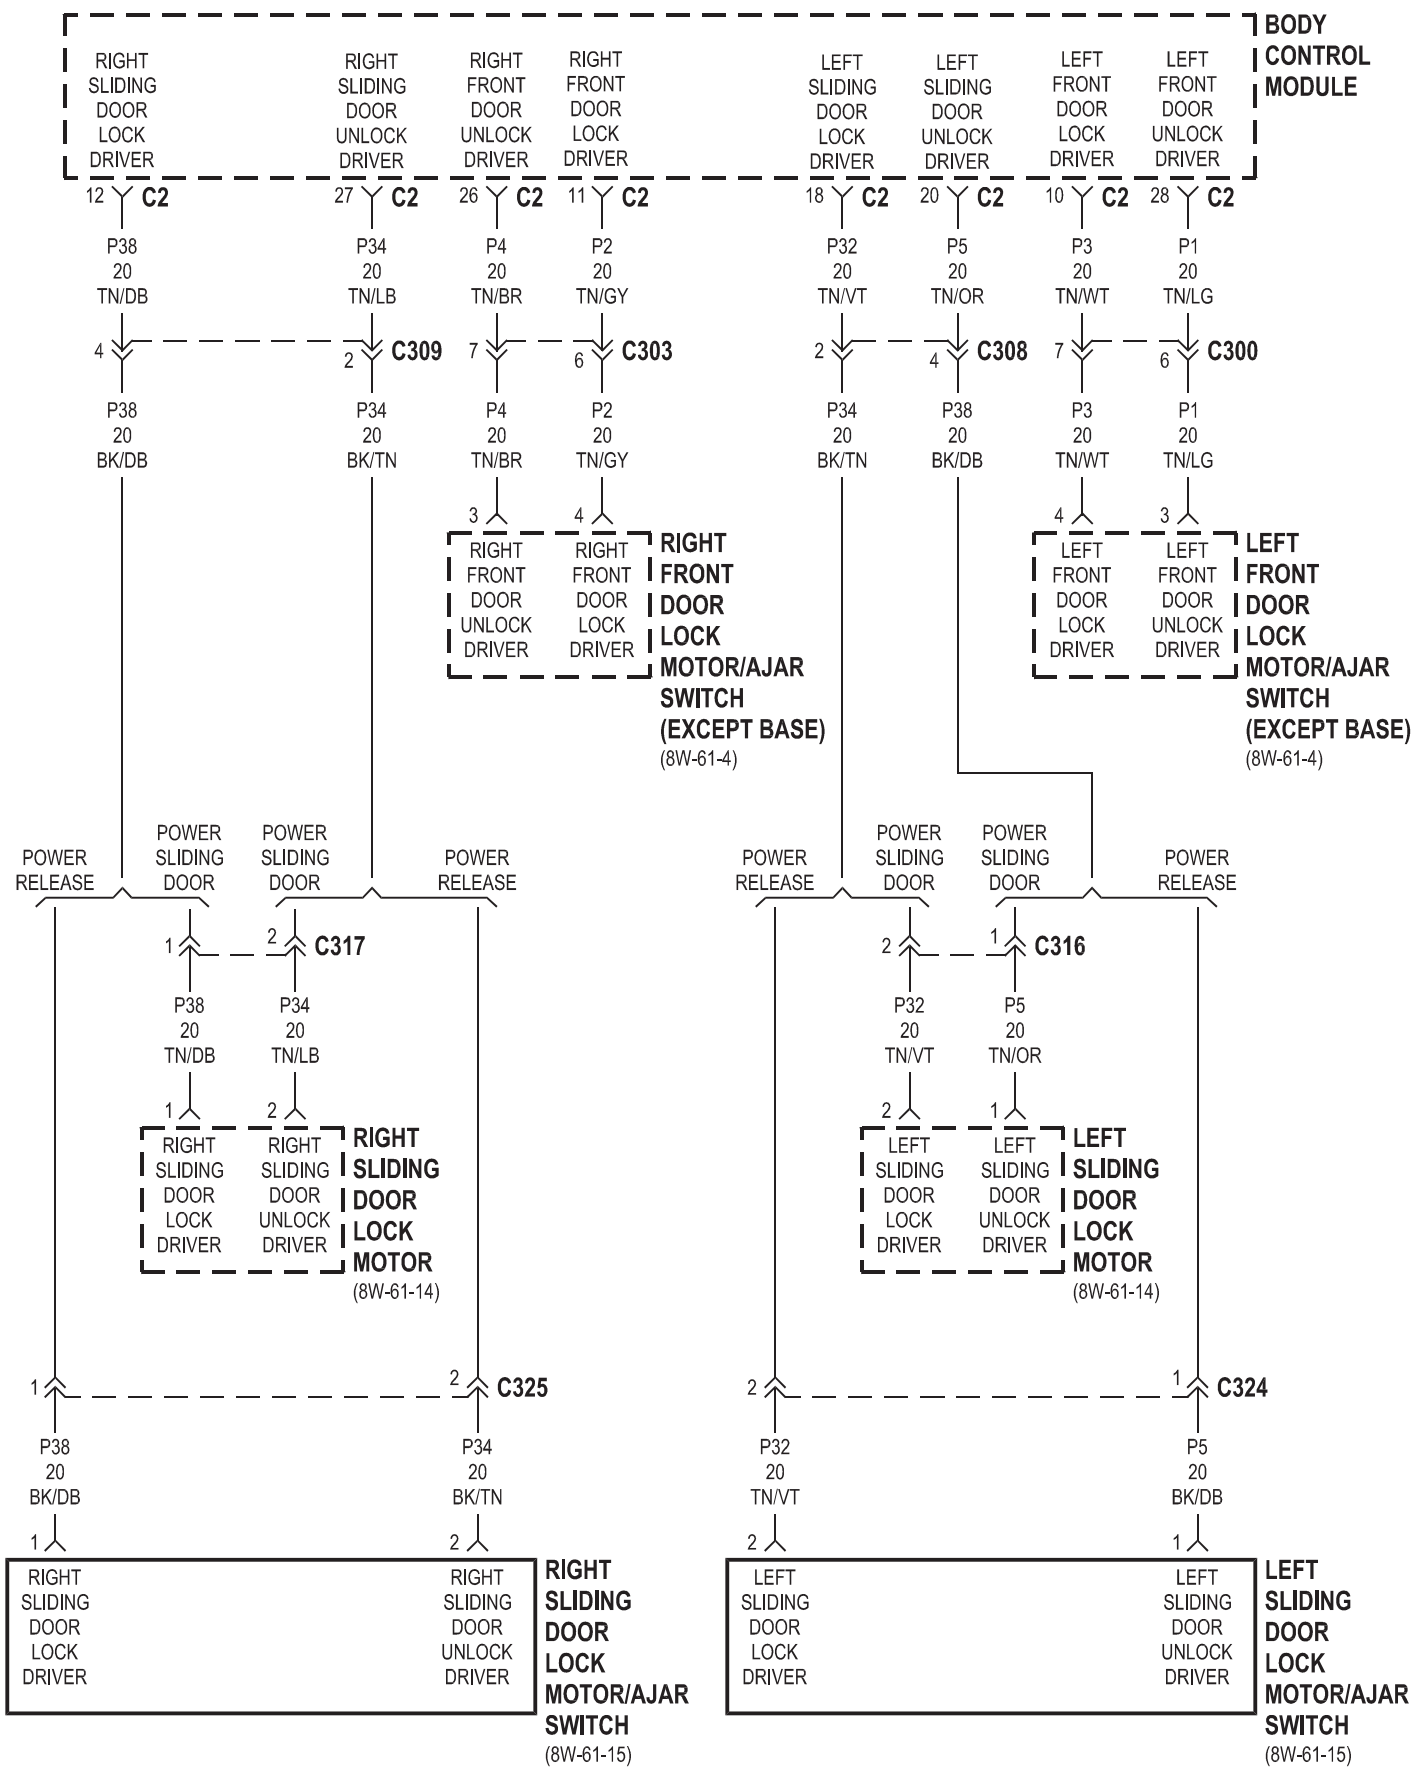 BODY
CONTROL
MODULE
RIGHT
SLIDING
DOOR
LOCK
DRIVER
RIGHT
SLIDING
DOOR
UNLOCK
DRIVER
RIGHT
FRONT
DOOR
UNLOCK
DRIVER
RIGHT
FRONT
DOOR
LOCK
DRIVER
LEFT
SLIDING
DOOR
LOCK
DRIVER
LEFT
SLIDING
DOOR
UNLOCK
DRIVER
LEFT
FRONT
DOOR
LOCK
DRIVER
LEFT
FRONT
DOOR
UNLOCK
DRIVER
12 C2 27 C2 26 C2 11 C2 18 C2 20 C2 10 C2 28 C2
P38 P34 P4 P2 P32 P5 P3 P1
20 20 20 20 20 20 20 20
TN/DB TN/LB TN/BR TN/GY TN/VT TN/OR TN/WT TN/LG
4 2 C309 7 6 C303 2 4 C308 7 6 C300
P38 P34 P4 P2 P34 P38 P3 P1
20 20 20 20 20 20 20 20
BK/DB BK/TN TN/BR TN/GY BK/TN BK/DB TN/WT TN/LG
3 4 4 3
RIGHT
FRONT
DOOR
UNLOCK
DRIVER
RIGHT
FRONT
DOOR
LOCK
DRIVER
RIGHT
FRONT
DOOR
LOCK
MOTOR/AJAR
SWITCH
(EXCEPT BASE)
(8W-61-4)
LEFT
FRONT
DOOR
LOCK
DRIVER
LEFT
FRONT
DOOR
UNLOCK
DRIVER
LEFT
FRONT
DOOR
LOCK
MOTOR/AJAR
SWITCH
(EXCEPT BASE)
(8W-61-4)
POWER
RELEASE
POWER
SLIDING
DOOR
POWER
SLIDING
DOOR
POWER
RELEASE
POWER
RELEASE
POWER
SLIDING
DOOR
POWER
SLIDING
DOOR
POWER
RELEASE
1 2 C317 2 1 C316
P38 P34 P32 P5
20 20 20 20
TN/DB TN/LB TN/VT TN/OR
1 2 2 1
RIGHT
SLIDING
DOOR
LOCK
DRIVER
RIGHT
SLIDING
DOOR
UNLOCK
DRIVER
RIGHT
SLIDING
DOOR
LOCK
MOTOR
(8W-61-14)
LEFT
SLIDING
DOOR
LOCK
DRIVER
LEFT
SLIDING
DOOR
UNLOCK
DRIVER
LEFT
SLIDING
DOOR
LOCK
MOTOR
(8W-61-14)
1 2 C325 2 1 C324
P38 P34 P32 P5
20 20 20 20
BK/DB BK/TN TN/VT BK/DB
1 2 2 1
RIGHT
SLIDING
DOOR
LOCK
DRIVER
RIGHT
SLIDING
DOOR
UNLOCK
DRIVER
RIGHT
SLIDING
DOOR
LOCK
MOTOR/AJAR
SWITCH
(8W-61-15)
LEFT
SLIDING
DOOR
LOCK
DRIVER
LEFT
SLIDING
DOOR
UNLOCK
DRIVER
LEFT
SLIDING
DOOR
LOCK
MOTOR/AJAR
SWITCH
(8W-61-15)